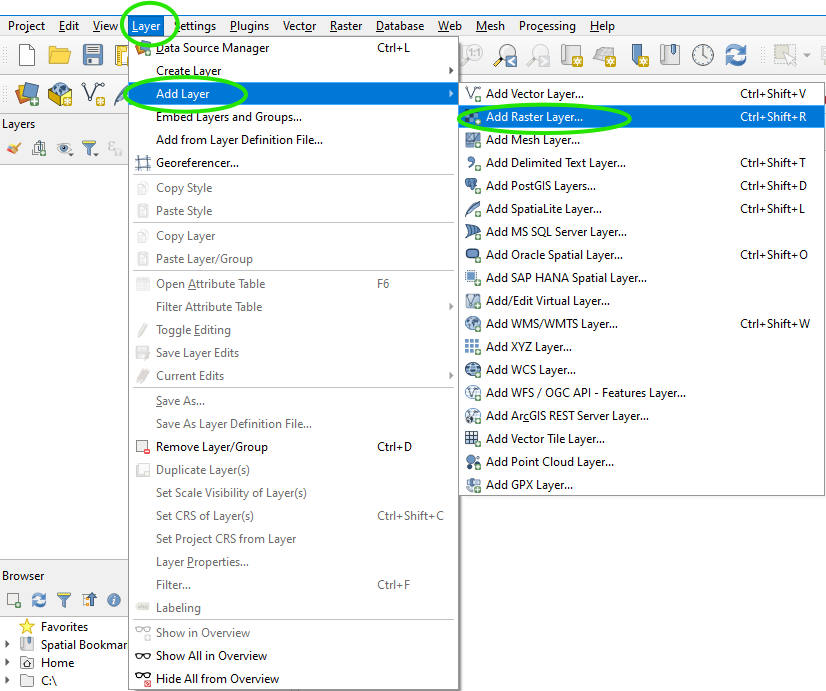 Project Edit View Layer Settings Plugins Vector Raster Database Web Mesh Processing Help
Data Source Manager Ctrl+L
Create Layer
Add Layer
Embed Layers and Groups...
Add from Layer Definition File...
Georeferencer...
Copy Style
Paste Style
Copy Layer
Paste Layer/Group
Open Attribute Table F6
Filter Attribute Table
Toggle Editing
Save Layer Edits
Current Edits
Save As...
Save As Layer Definition File...
Remove Layer/Group Ctrl+D
Duplicate Layer(s)
Set Scale Visibility of Layer(s)
Set CRS of Layer(s) Ctrl+Shift+C
Set Project CRS from Layer
Layer Properties...
Filter... Ctrl+F
Labeling
Show in Overview
Show All in Overview
Hide All from Overview
Add Vector Layer... Ctrl+Shift+V
Add Raster Layer... Ctrl+Shift+R
Add Mesh Layer...
Add Delimited Text Layer... Ctrl+Shift+T
Add PostGIS Layers... Ctrl+Shift+D
Add SpatiaLite Layer... Ctrl+Shift+L
Add MS SQL Server Layer...
Add Oracle Spatial Layer... Ctrl+Shift+O
Add SAP HANA Spatial Layer...
Add/Edit Virtual Layer...
Add WMS/WMTS Layer... Ctrl+Shift+W
Add XYZ Layer...
Add WCS Layer...
Add WFS / OGC API - Features Layer...
Add ArcGIS REST Server Layer...
Add Vector Tile Layer...
Add Point Cloud Layer...
Add GPX Layer...
Layers
Browser
Favorites
Spatial Bookmar
Home
C:\